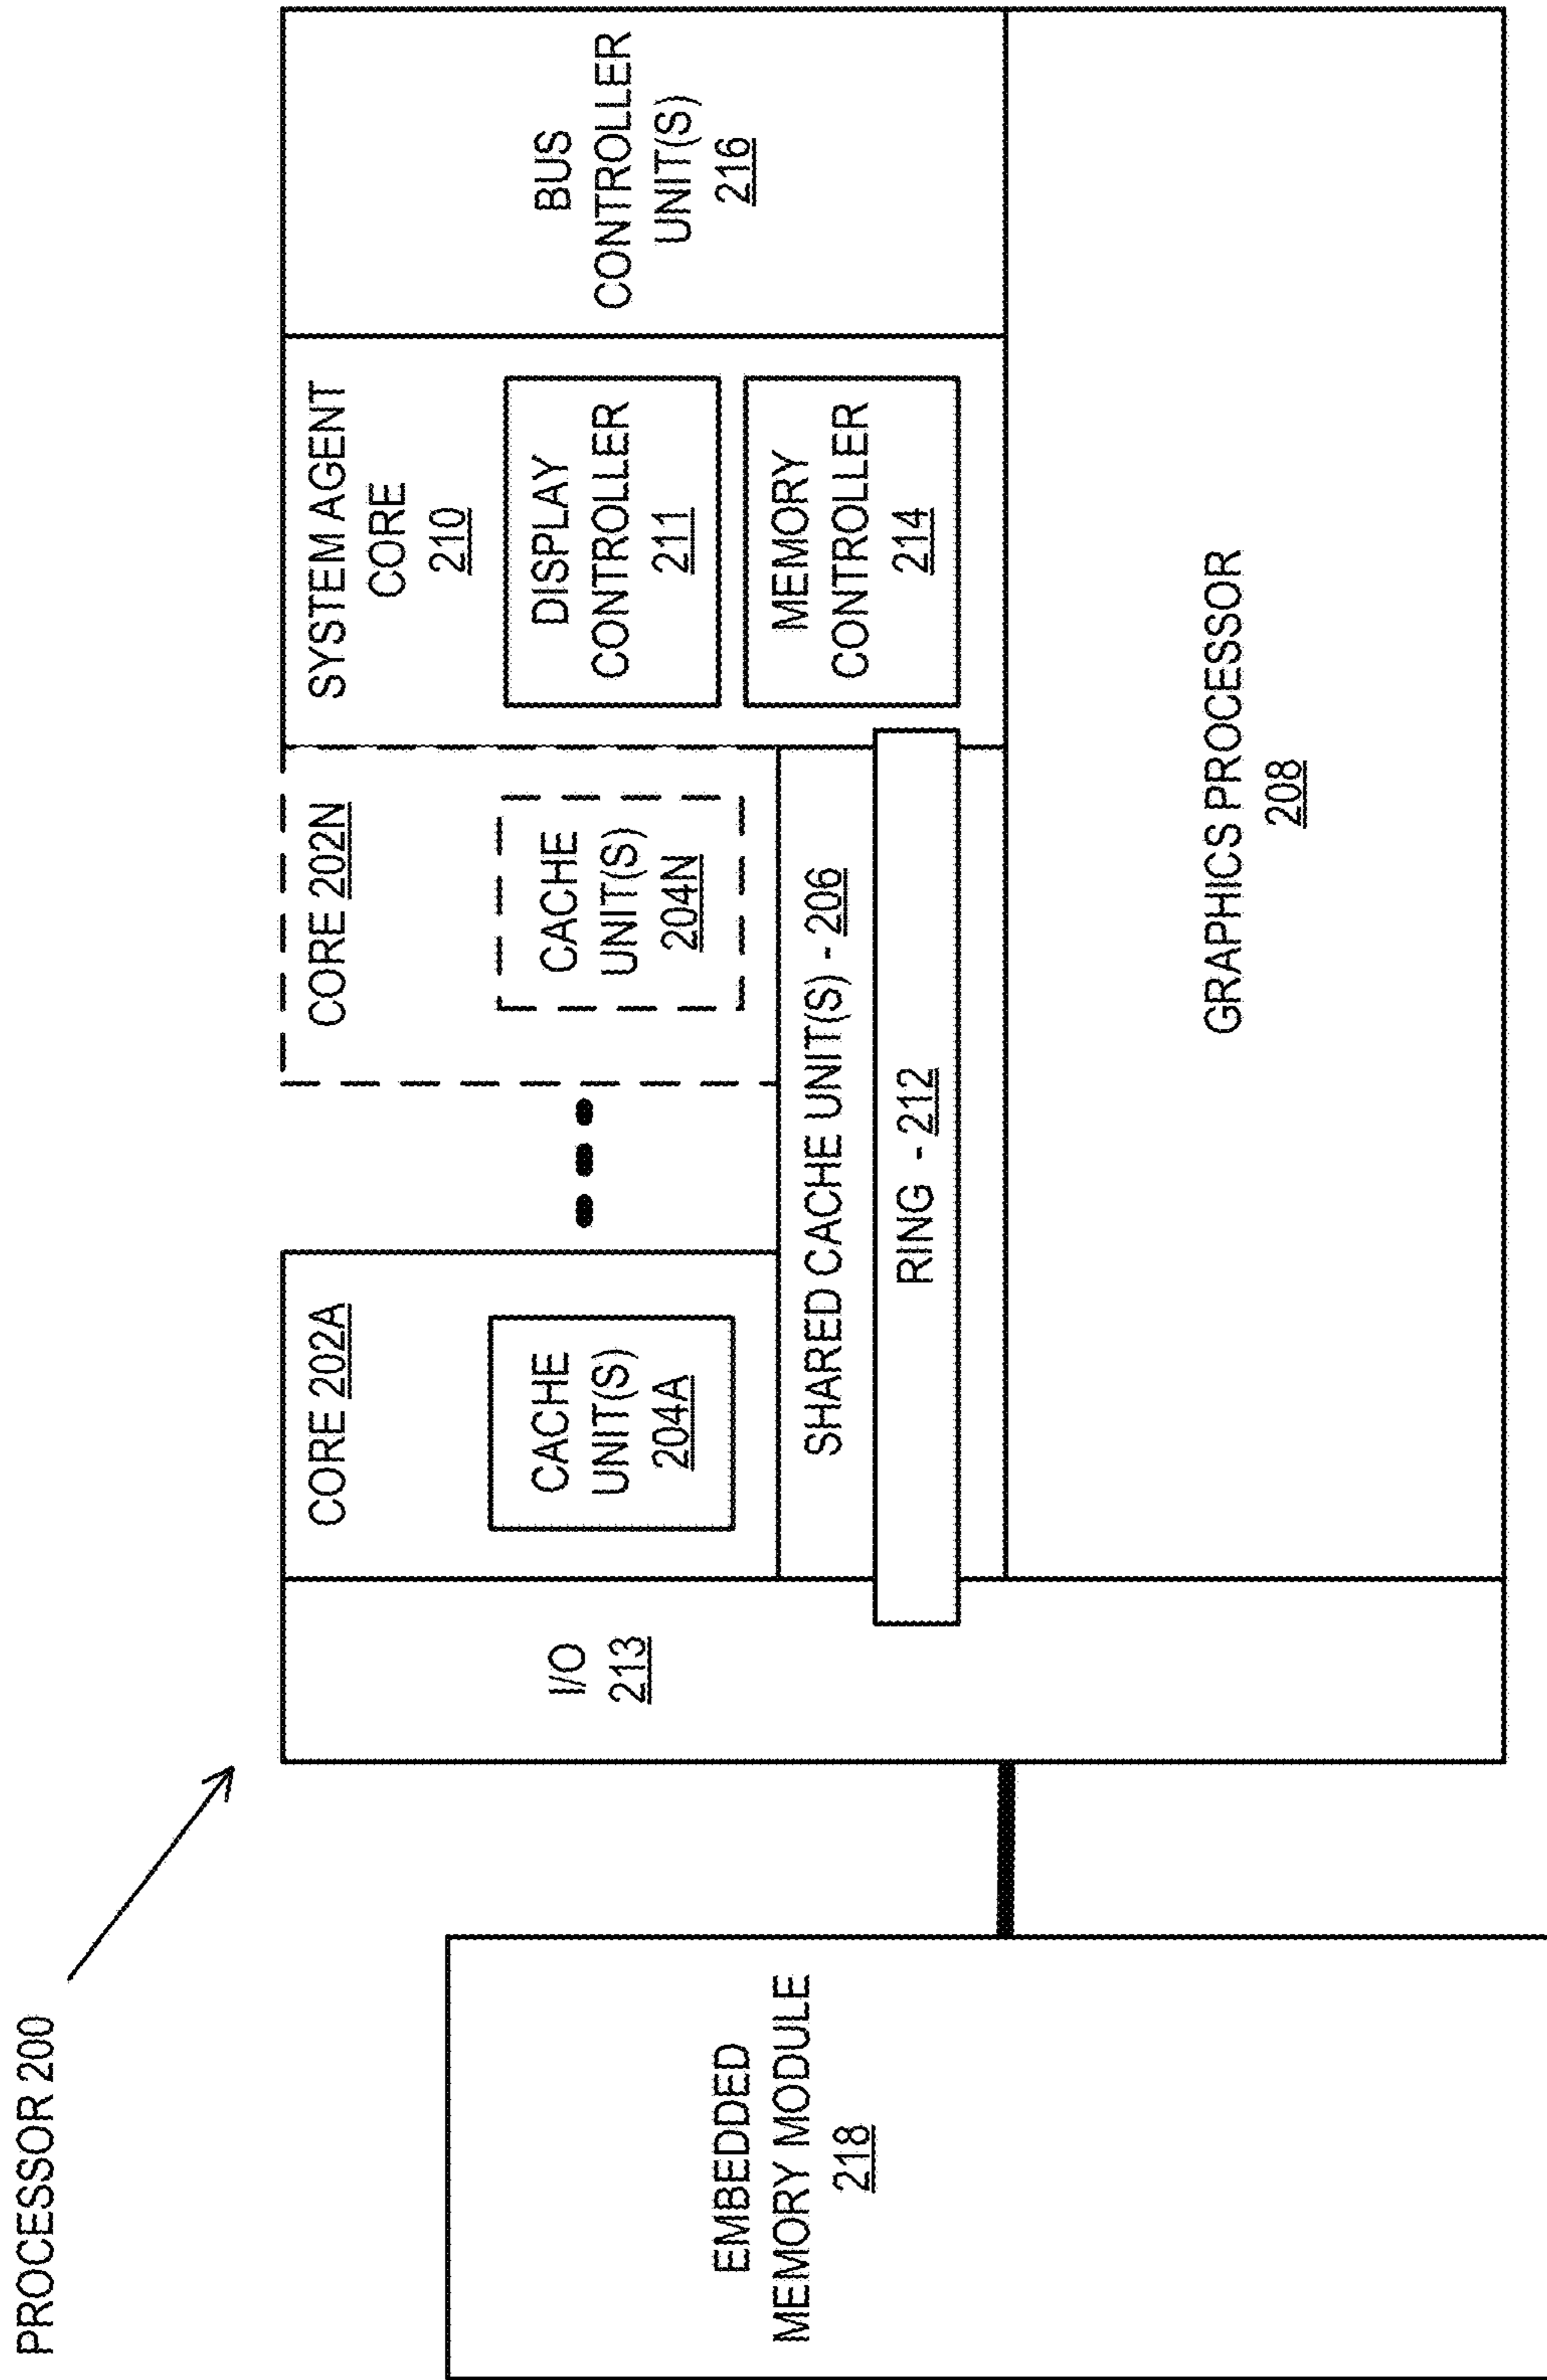 PROCESSOR 200
EMBEDDED
MEMORY MODULE
218
I/O
213
CORE 202A
CACHE
UNIT(S)
204A
CORE 202N
CACHE
UNIT(S)
204N
SHARED CACHE UNIT(S) - 206
RING - 212
SYSTEM AGENT
CORE
210
DISPLAY
CONTROLLER
211
MEMORY
CONTROLLER
214
BUS
CONTROLLER
UNIT(S)
216
GRAPHICS PROCESSOR
208